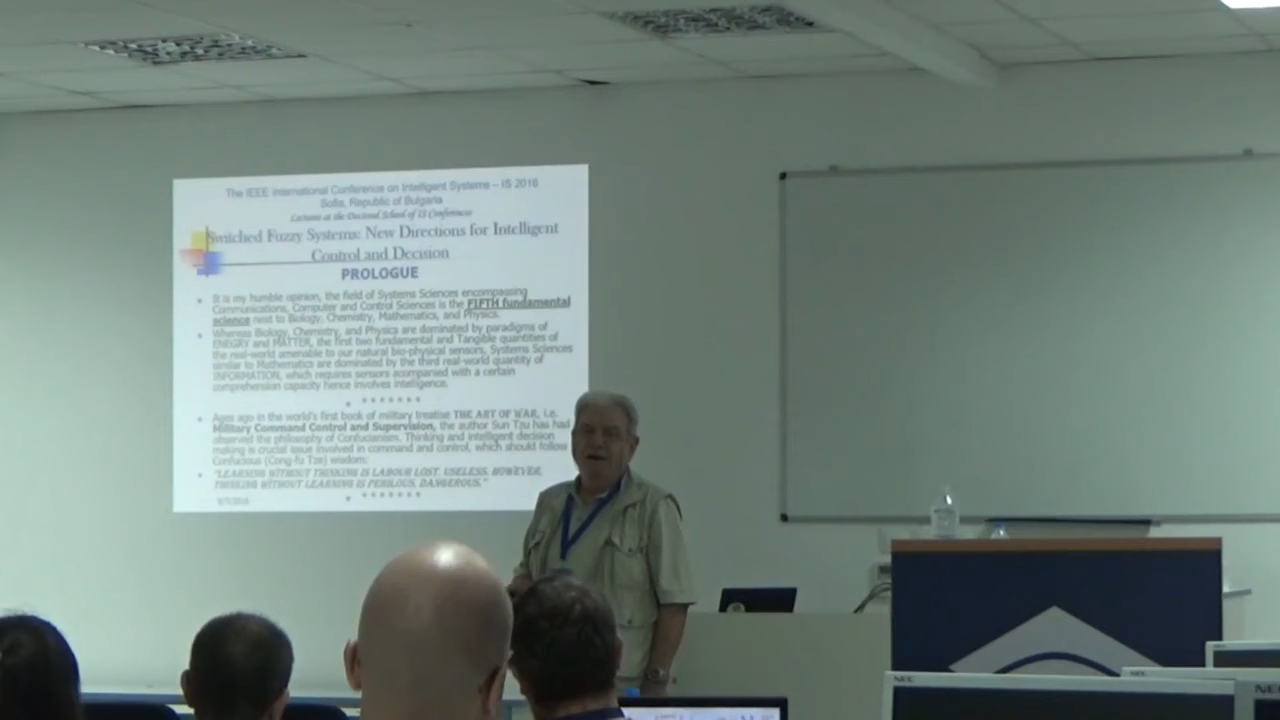 The IEEE International Conference on Intelligent Systems – IS 2016
Sofia, Republic of Bulgaria
Lectures at the Doctoral School of IS Conferences
Switched Fuzzy Systems: New Directions for Intelligent
Control and Decision
PROLOGUE
It is my humble opinion, the field of Systems Sciences encompassing
Communications, Computer and Control Sciences is the FIFTH fundamental
science next to Biology, Chemistry, Mathematics, and Physics.
Whereas Biology, Chemistry, and Physics are dominated by paradigms of
ENEGRY and MATTER, the first two fundamental and Tangible quantities of
the real-world amenable to our natural bio-physical sensors, Systems Sciences
similar to Mathematics are dominated by the third real-world quantity of
INFORMATION, which requires sensors acompanied with a certain
comprehension capacity hence involves intelligence.
* * * * * * *
Ages ago in the world's first book of military treatise THE ART OF WAR, i.e.
Military Command Control and Supervision, the author Sun Tzu has had
observed the philosophy of Confucianism. Thinking and intelligent decision
making is crucial issue involved in command and control, which should follow
Confucious (Cong-fu Tze) wisdom:
"LEARNING WITHOUT THINKING IS LABOUR LOST, USELESS. HOWEVER,
THINKING WITHOUT LEARNING IS PERILOUS, DANGEROUS."
* * * * * * *
NEC
NEC
NEC